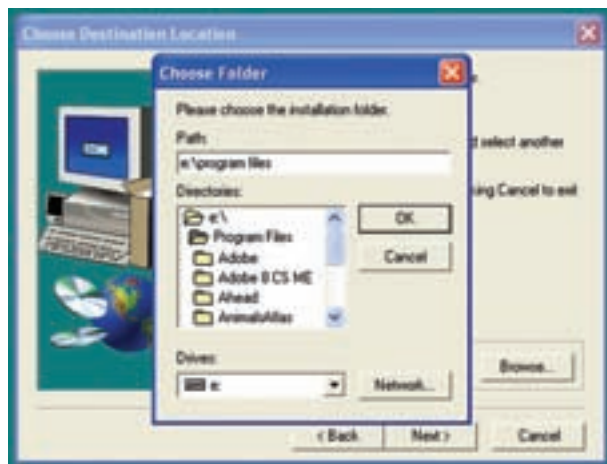 Choose Destination Location
Choose Folder
Please choose the installation folder.
Path:
e:\program files
d select another
Directories:
king Cancel to exit
e:\
Program Files
Adobe
Adobe 8 CS ME
Ahead
AnimalsAtlas
OK
Cancel
Drives:
e:
Network...
Browse...
< Back
Next >
Cancel